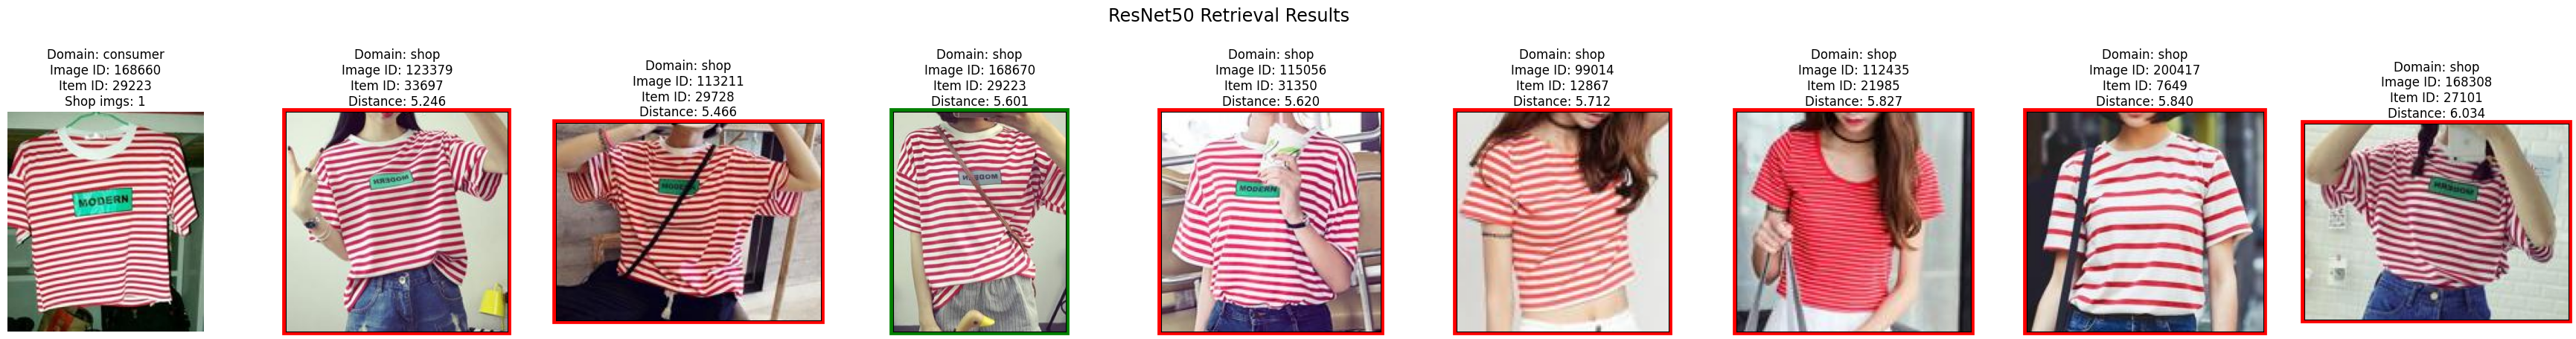 ResNet50 Retrieval Results
Domain: consumer
Image ID: 168660
Item ID: 29223
Shop imgs: 1
MODERN
Domain: shop
Image ID: 123379
Item ID: 33697
Distance: 5.246
MODERN
Domain: shop
Image ID: 113211
Item ID: 29728
Distance: 5.466
MODERN
Domain: shop
Image ID: 168670
Item ID: 29223
Distance: 5.601
MODERN
Domain: shop
Image ID: 115056
Item ID: 31350
Distance: 5.620
MODERN
Domain: shop
Image ID: 99014
Item ID: 12867
Distance: 5.712
Domain: shop
Image ID: 112435
Item ID: 21985
Distance: 5.827
Domain: shop
Image ID: 200417
Item ID: 7649
Distance: 5.840
Domain: shop
Image ID: 168308
Item ID: 27101
Distance: 6.034
MODERN